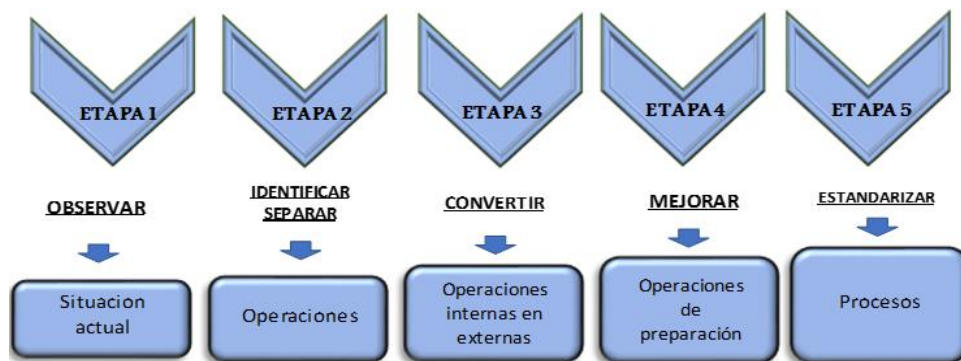 ETAPA 1
ETAPA 2
ETAPA 3
ETAPA 4
ETAPA 5
OBSERVAR
IDENTIFICAR
SEPARAR
CONVERTIR
MEJORAR
ESTANDARIZAR
Situacion
actual
Operaciones
Operaciones
internas en
externas
Operaciones
de
preparación
Procesos